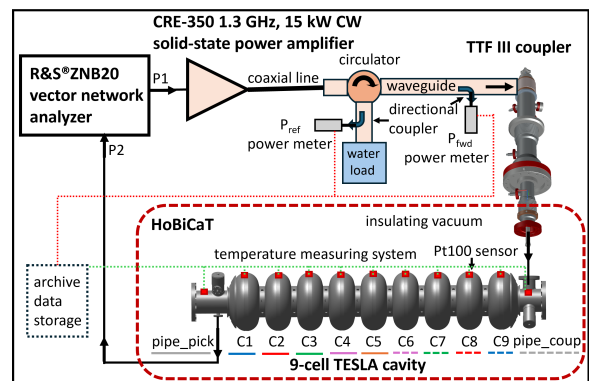 CRE-350 1.3 GHz, 15 kW CW
solid-state power amplifier
TTF III coupler
circulator
R&S®ZNB20
vector network
analyzer
P1
coaxial line
waveguide
directional
coupler
Pref
power meter
Pfwd
power meter
P2
water
load
HoBiCaT
insulating vacuum
temperature measuring system
Pt100 sensor
archive
data
storage
pipe_pick
C1
C2
C3
C4
C5
C6
C7
C8
C9
pipe_coup
9-cell TESLA cavity